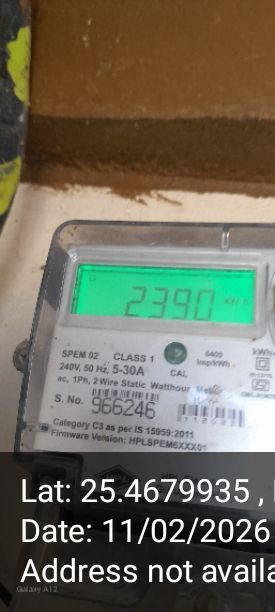 2390 kWh
SPEM 02 CLASS 1 6400 kWh
240V, 50 Hz, 5-30A CAL imp/kWh
ac, 1Ph, 2 Wire Static Watthour Meter
S. No. 966246
Category C3 as per IS 15959:2011
Firmware Version: HPLSPEM6XXX01
Lat: 25.4679935 ,
Date: 11/02/2026
Address not availa
Galaxy A12